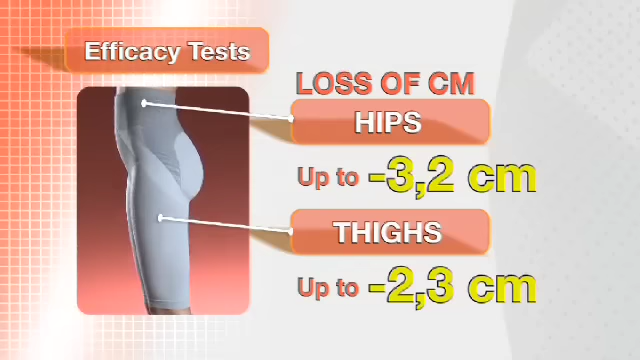 Efficacy Tests
LOSS OF CM
HIPS
Up to -3,2 cm
THIGHS
Up to -2,3 cm